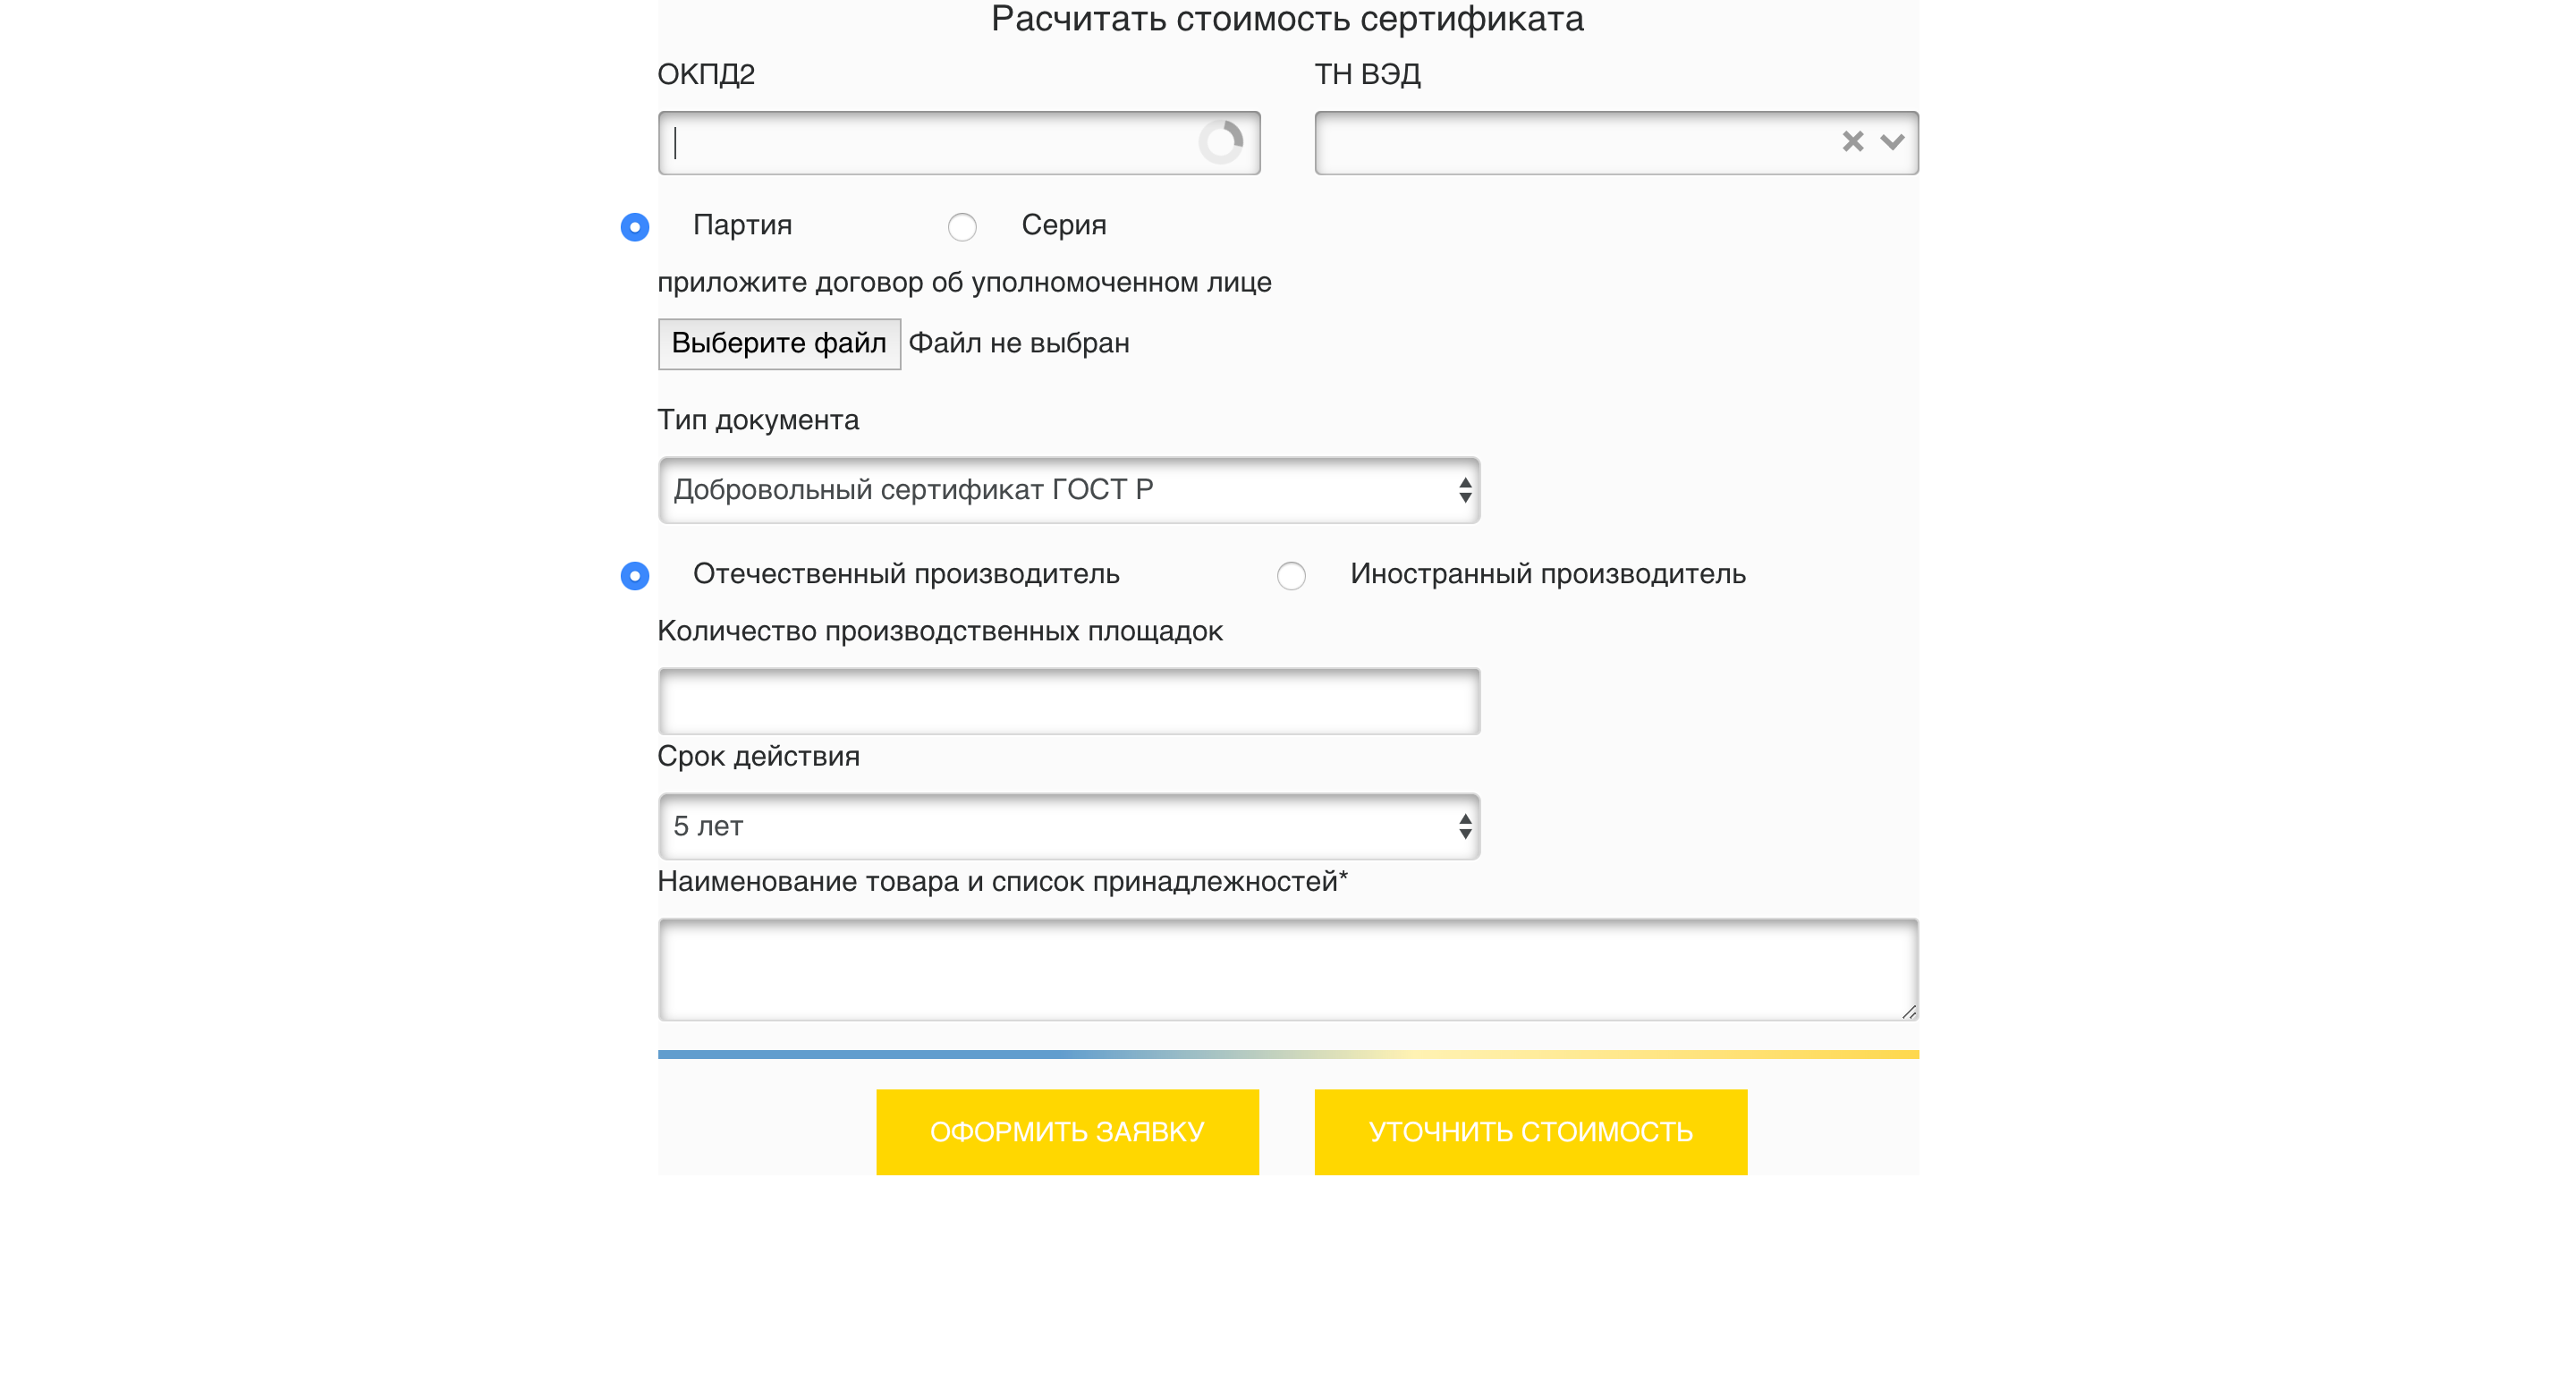 Расчитать стоимость сертификата
ОКПД2 ТН ВЭД
Партия Серия
приложите договор об уполномоченном лице
Выберите файл Файл не выбран
Тип документа
Добровольный сертификат ГОСТ Р
Отечественный производитель Иностранный производитель
Количество производственных площадок
Срок действия
5 лет
Наименование товара и список принадлежностей*
ОФОРМИТЬ ЗАЯВКУ УТОЧНИТЬ СТОИМОСТЬ